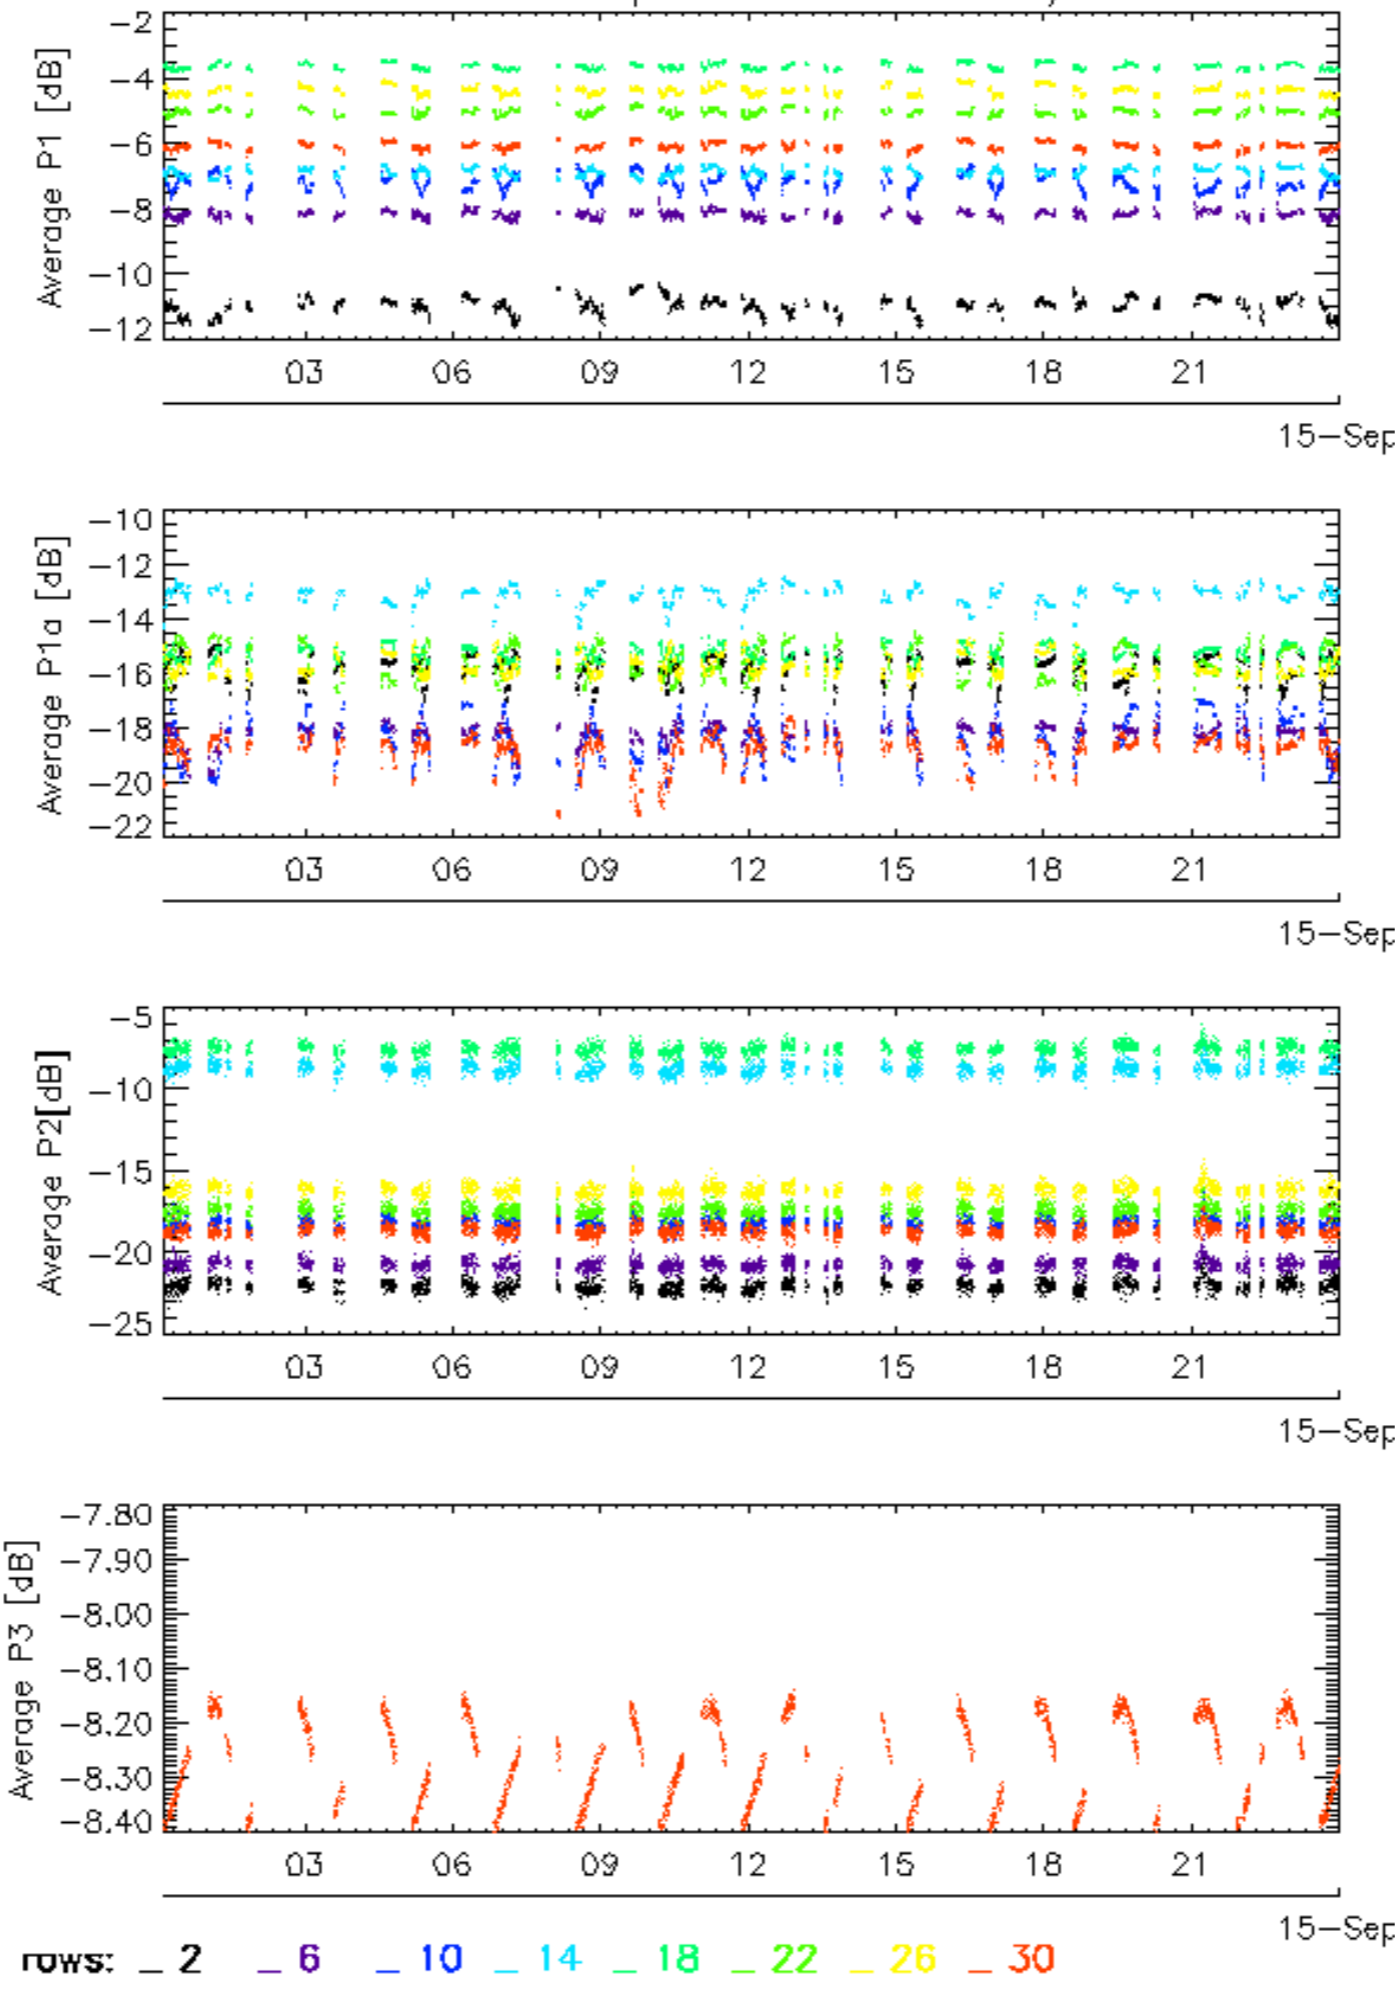 -2
-4
-6
-8
-10
-12
Average P1 [dB]
03 06 09 12 15 18 21
15-Sep
-10
-12
-14
-16
-18
-20
-22
Average P1a [dB]
03 06 09 12 15 18 21
15-Sep
-5
-10
-15
-20
-25
Average P2[dB]
03 06 09 12 15 18 21
15-Sep
-7.80
-7.90
-8.00
-8.10
-8.20
-8.30
-8.40
Average P3 [dB]
03 06 09 12 15 18 21
15-Sep
rows: _ 2 _ 6 _ 10 _ 14 _ 18 _ 22 _ 26 _ 30